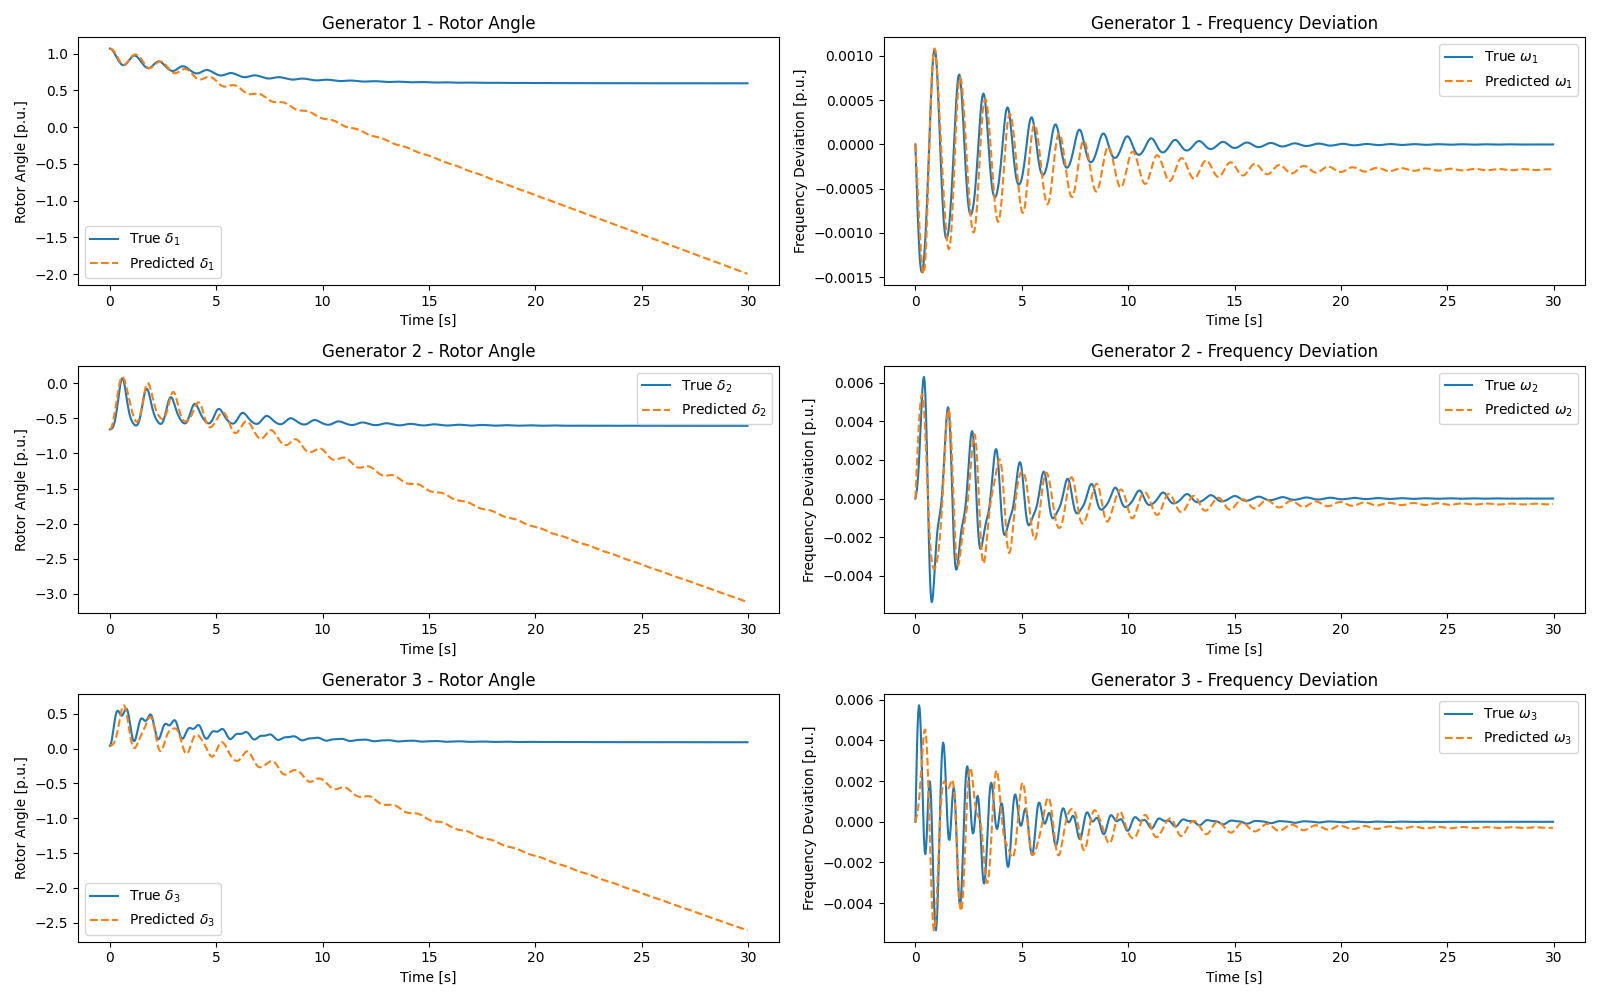 Generator 1 - Rotor Angle
Rotor Angle [p.u.]
1.0
0.5
0.0
−0.5
−1.0
−1.5
−2.0
True δ1
Predicted δ1
0 5 10 15 20 25 30
Time [s]
Generator 1 - Frequency Deviation
Frequency Deviation [p.u.]
0.0010
0.0005
0.0000
−0.0005
−0.0010
−0.0015
True ω1
Predicted ω1
0 5 10 15 20 25 30
Time [s]
Generator 2 - Rotor Angle
Rotor Angle [p.u.]
0.0
−0.5
−1.0
−1.5
−2.0
−2.5
−3.0
True δ2
Predicted δ2
0 5 10 15 20 25 30
Time [s]
Generator 2 - Frequency Deviation
Frequency Deviation [p.u.]
0.006
0.004
0.002
0.000
−0.002
−0.004
True ω2
Predicted ω2
0 5 10 15 20 25 30
Time [s]
Generator 3 - Rotor Angle
Rotor Angle [p.u.]
0.5
0.0
−0.5
−1.0
−1.5
−2.0
−2.5
True δ3
Predicted δ3
0 5 10 15 20 25 30
Time [s]
Generator 3 - Frequency Deviation
Frequency Deviation [p.u.]
0.006
0.004
0.002
0.000
−0.002
−0.004
True ω3
Predicted ω3
0 5 10 15 20 25 30
Time [s]